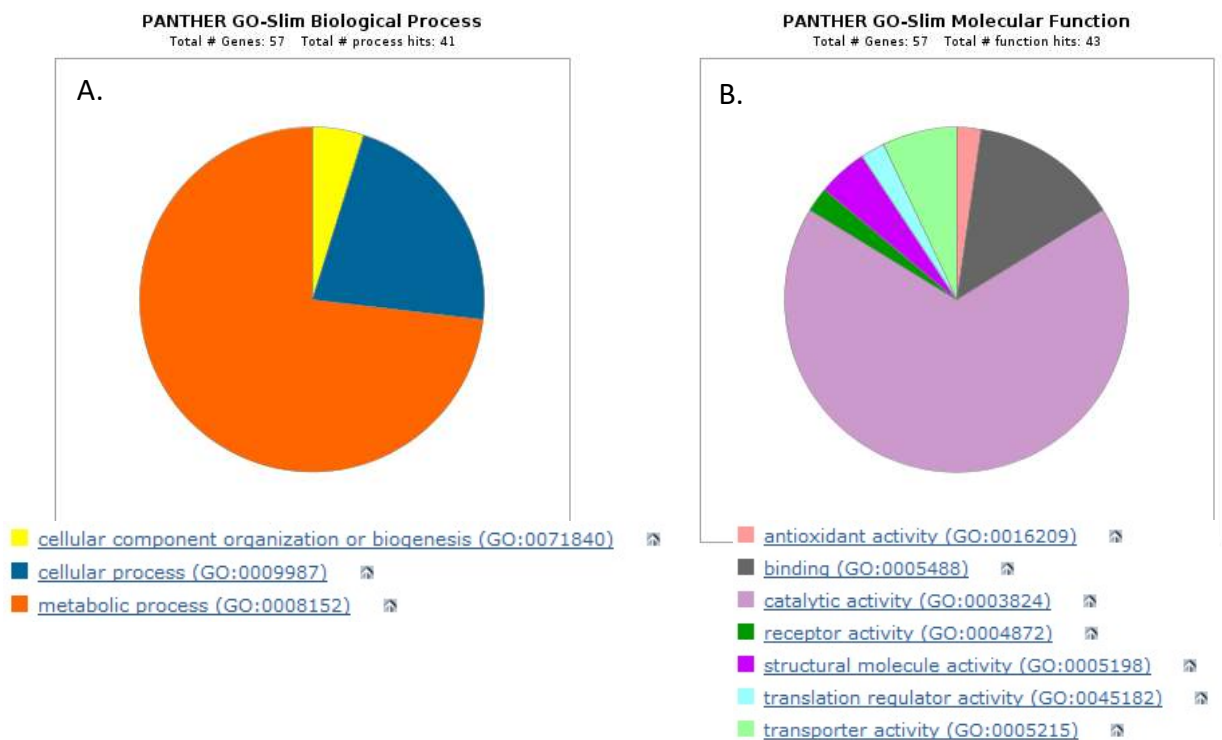 PANTHER GO-Slim Biological Process
Total # Genes: 57 Total # process hits: 41
A.
cellular component organization or biogenesis (GO:0071840)
cellular process (GO:0009987)
metabolic process (GO:0008152)
PANTHER GO-Slim Molecular Function
Total # Genes: 57 Total # function hits: 43
B.
antioxidant activity (GO:0016209)
binding (GO:0005488)
catalytic activity (GO:0003824)
receptor activity (GO:0004872)
structural molecule activity (GO:0005198)
translation regulator activity (GO:0045182)
transporter activity (GO:0005215)